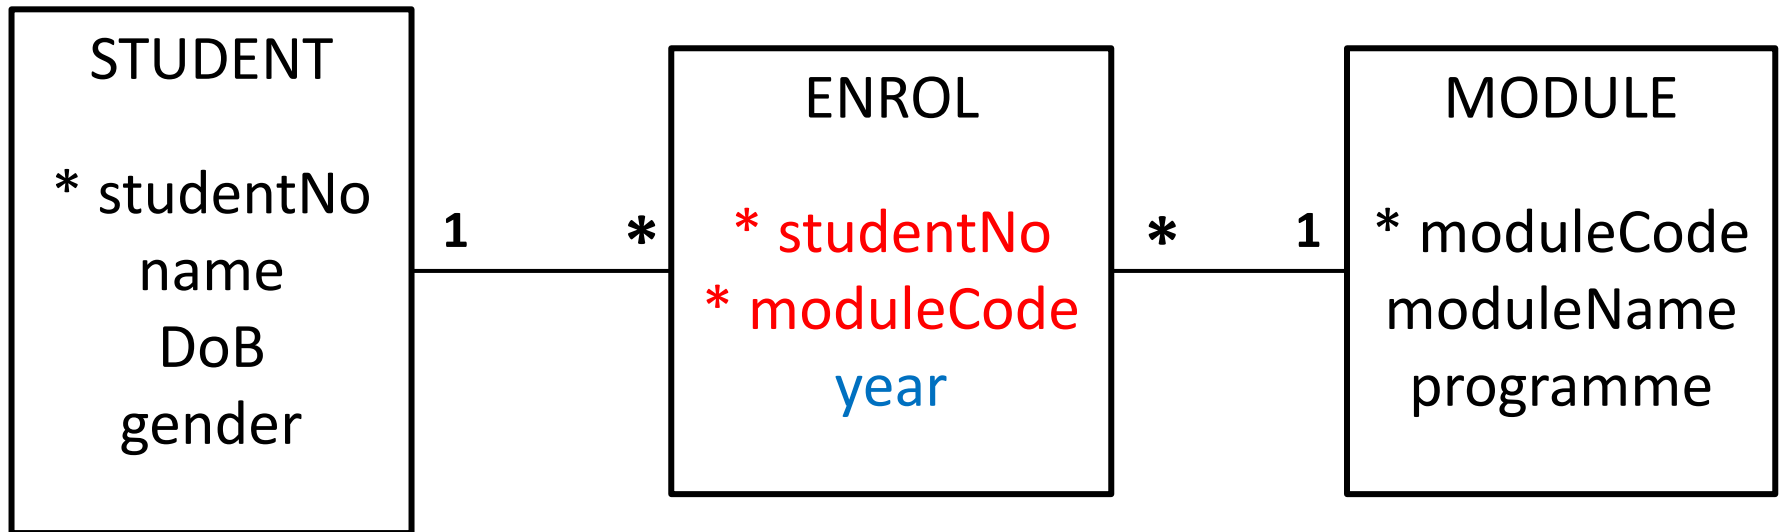 STUDENT
* studentNo
name
DoB
gender
1
*
ENROL
* studentNo
* moduleCode
year
*
1
MODULE
* moduleCode
moduleName
programme